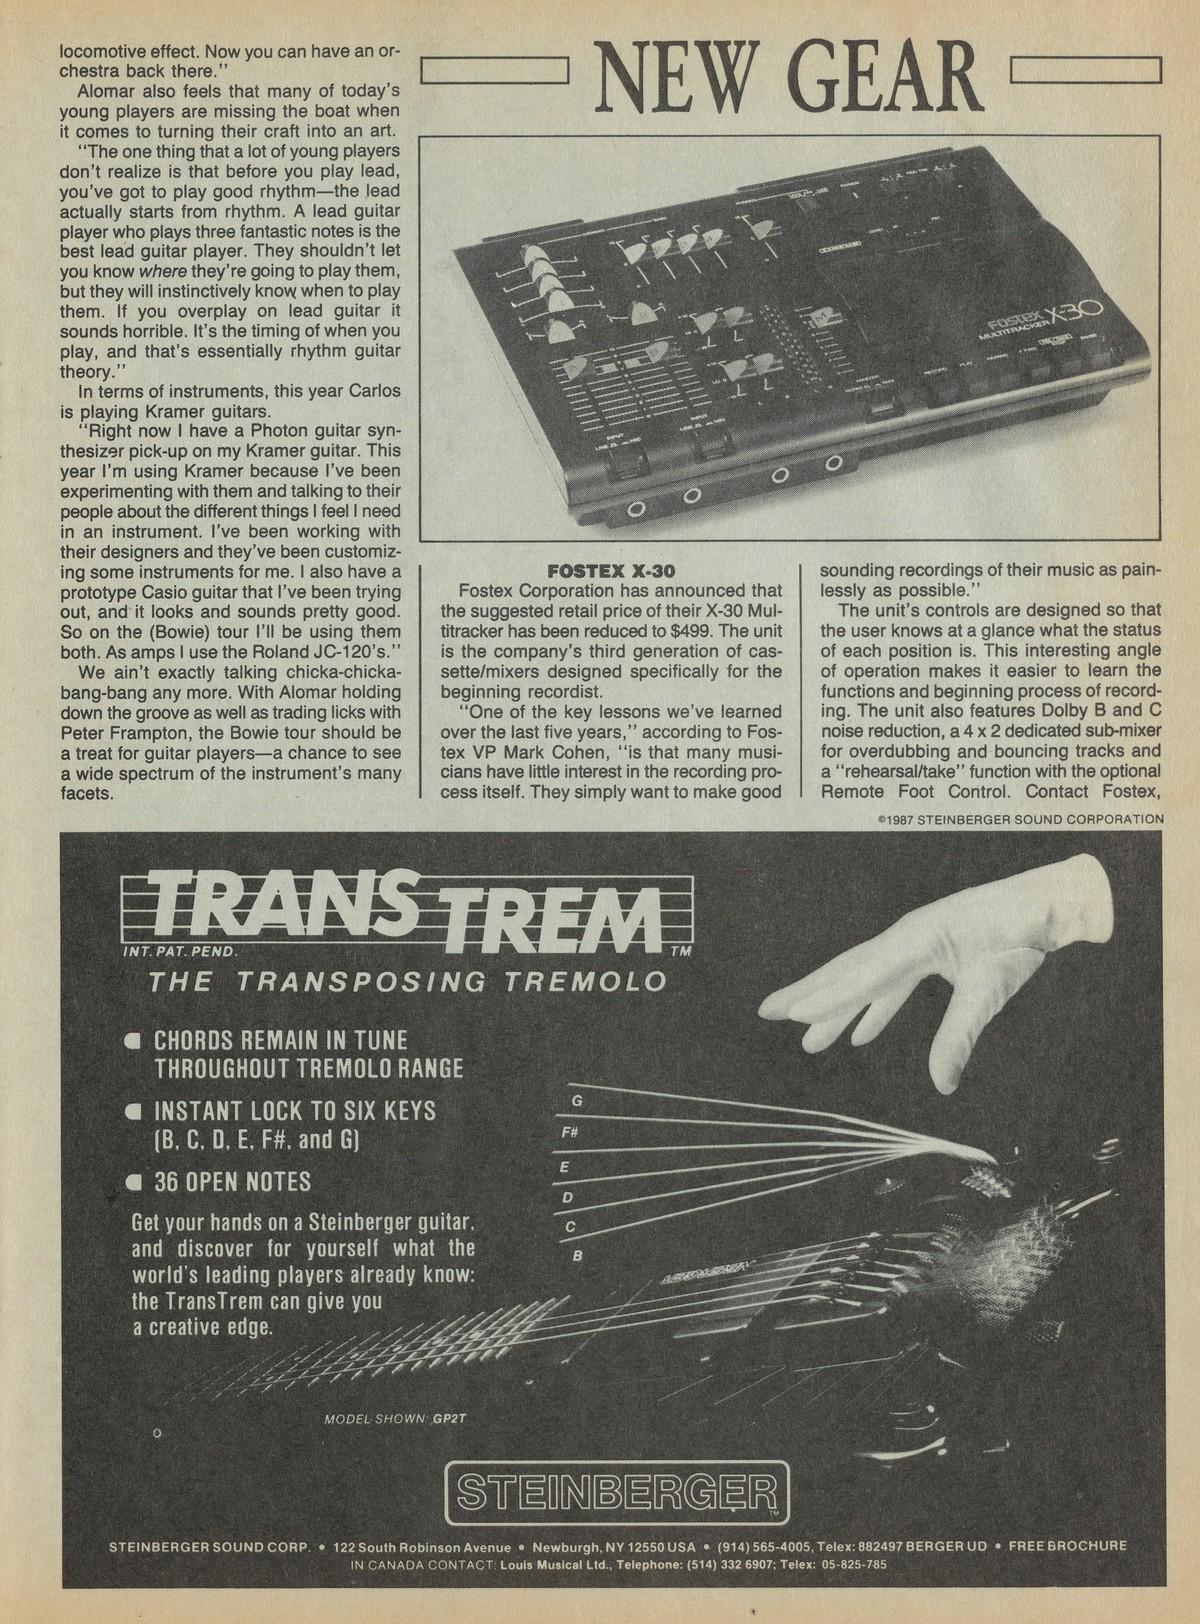 locomotive effect. Now you can have an or-
chestra back there.''
Alomar also feels that many of today's
young players are missing the boat when
it comes to turning their craft into an art.
''The one thing that a lot of young players
don't realize is that before you play lead,
you've got to play good rhythm—the lead
actually starts from rhythm. A lead guitar
player who plays three fantastic notes is the
best lead guitar player. They shouldn't let
you know where they're going to play them,
but they will instinctively know when to play
them. If you overplay on lead guitar it
sounds horrible. It's the timing of when you
play, and that's essentially rhythm guitar
theory.''
In terms of instruments, this year Carlos
is playing Kramer guitars.
''Right now I have a Photon guitar syn-
thesizer pick-up on my Kramer guitar. This
year I'm using Kramer because I've been
experimenting with them and talking to their
people about the different things I feel I need
in an instrument. I've been working with
their designers and they've been customiz-
ing some instruments for me. I also have a
prototype Casio guitar that I've been trying
out, and it looks and sounds pretty good.
So on the (Bowie) tour I'll be using them
both. As amps I use the Roland JC-120's.''
We ain't exactly talking chicka-chicka-
bang-bang any more. With Alomar holding
down the groove as well as trading licks with
Peter Frampton, the Bowie tour should be
a treat for guitar players—a chance to see
a wide spectrum of the instrument's many
facets.
NEW GEAR
FOSTEX
MULTITRACKER X-30
FOSTEX X-30
Fostex Corporation has announced that
the suggested retail price of their X-30 Mul-
titracker has been reduced to $499. The unit
is the company's third generation of cas-
sette/mixers designed specifically for the
beginning recordist.
''One of the key lessons we've learned
over the last five years,'' according to Fos-
tex VP Mark Cohen, ''is that many musi-
cians have little interest in the recording pro-
cess itself. They simply want to make good
sounding recordings of their music as pain-
lessly as possible.''
The unit's controls are designed so that
the user knows at a glance what the status
of each position is. This interesting angle
of operation makes it easier to learn the
functions and beginning process of record-
ing. The unit also features Dolby B and C
noise reduction, a 4 x 2 dedicated sub-mixer
for overdubbing and bouncing tracks and
a ''rehearsal/take'' function with the optional
Remote Foot Control. Contact Fostex,
©1987 STEINBERGER SOUND CORPORATION
TRANSTREM TM
INT. PAT. PEND.
THE TRANSPOSING TREMOLO
CHORDS REMAIN IN TUNE
THROUGHOUT TREMOLO RANGE
INSTANT LOCK TO SIX KEYS
(B, C, D, E, F#, and G)
36 OPEN NOTES
Get your hands on a Steinberger guitar,
and discover for yourself what the
world's leading players already know:
the TransTrem can give you
a creative edge.
G
F#
E
D
C
B
MODEL SHOWN: GP2T
STEINBERGER TM
STEINBERGER SOUND CORP. • 122 South Robinson Avenue • Newburgh, NY 12550 USA • (914) 565-4005, Telex: 882497 BERGER UD • FREE BROCHURE
IN CANADA CONTACT: Louis Musical Ltd., Telephone: (514) 332 6907; Telex: 05-825-785